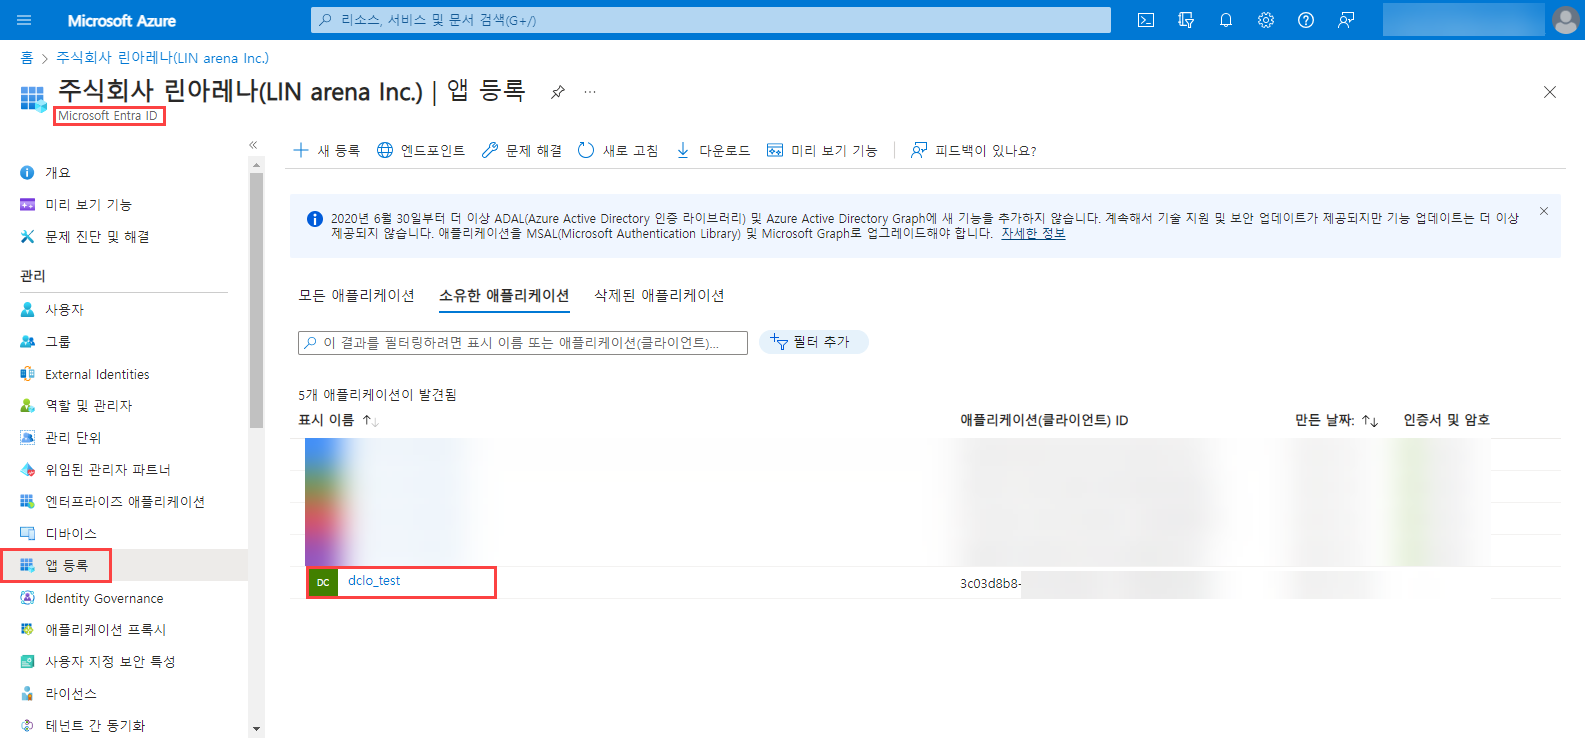 Microsoft Azure
리소스, 서비스 및 문서 검색(G+/)
홈 > 주식회사 린아레나(LIN arena Inc.)
주식회사 린아레나(LIN arena Inc.) | 앱 등록
Microsoft Entra ID
개요
미리 보기 기능
문제 진단 및 해결
관리
사용자
그룹
External Identities
역할 및 관리자
관리 단위
위임된 관리자 파트너
엔터프라이즈 애플리케이션
디바이스
앱 등록
Identity Governance
애플리케이션 프록시
사용자 지정 보안 특성
라이선스
테넌트 간 동기화
새 등록 엔드포인트 문제 해결 새로 고침 다운로드 미리 보기 기능 피드백이 있나요?
2020년 6월 30일부터 더 이상 ADAL(Azure Active Directory 인증 라이브러리) 및 Azure Active Directory Graph에 새 기능을 추가하지 않습니다. 계속해서 기술 지원 및 보안 업데이트가 제공되지만 기능 업데이트는 더 이상
제공되지 않습니다. 애플리케이션을 MSAL(Microsoft Authentication Library) 및 Microsoft Graph로 업그레이드해야 합니다. 자세한 정보
모든 애플리케이션 소유한 애플리케이션 삭제된 애플리케이션
이 결과를 필터링하려면 표시 이름 또는 애플리케이션(클라이언트)... 필터 추가
5개 애플리케이션이 발견됨
표시 이름 애플리케이션(클라이언트) ID 만든 날짜: 인증서 및 암호
DC dclo_test 3c03d8b8-